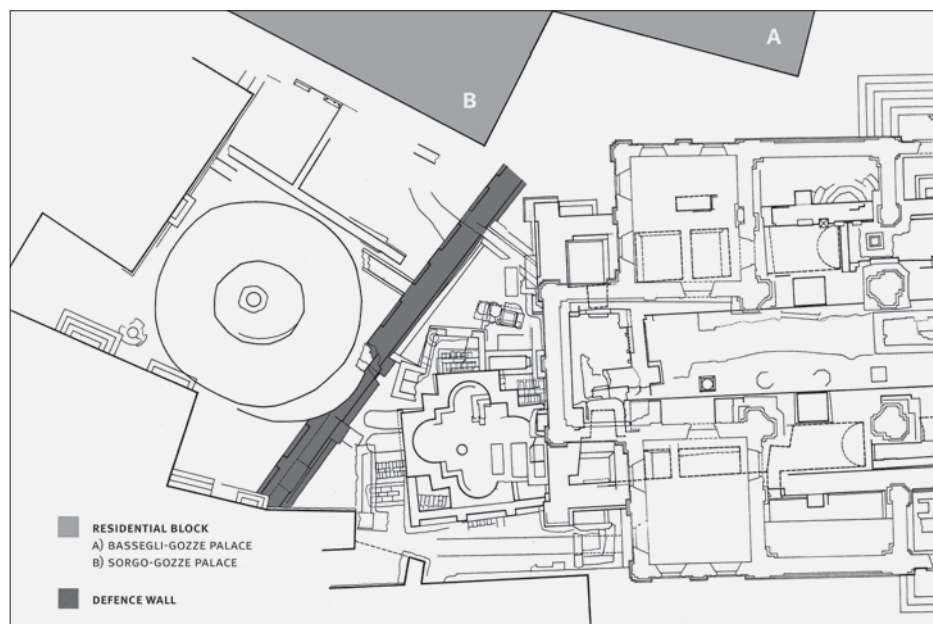 A
B
RESIDENTIAL BLOCK
A) BASSEGLI-GOZZE PALACE
B) SORGO-GOZZE PALACE
DEFENCE WALL